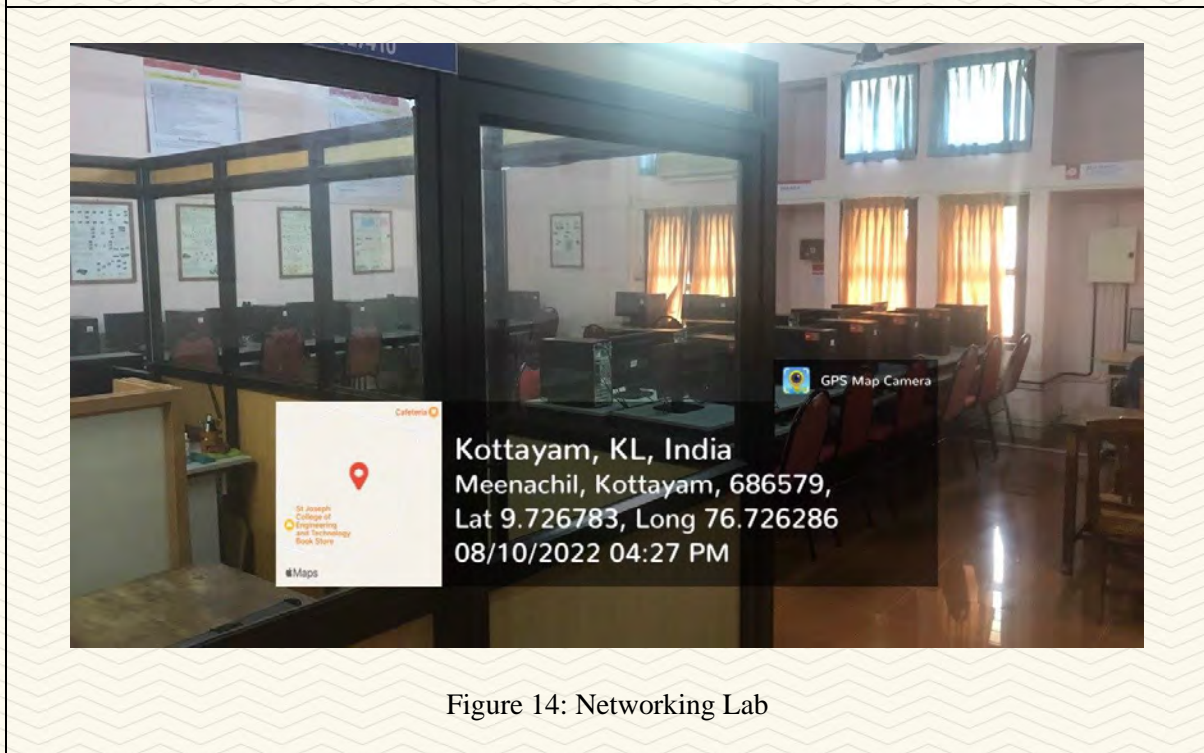 GPS Map Camera
Cafeteria
St Joseph
College of
Engineering
and Technology
Book Store
Maps
Kottayam, KL, India
Meenachil, Kottayam, 686579,
Lat 9.726783, Long 76.726286
08/10/2022 04:27 PM
Figure 14: Networking Lab